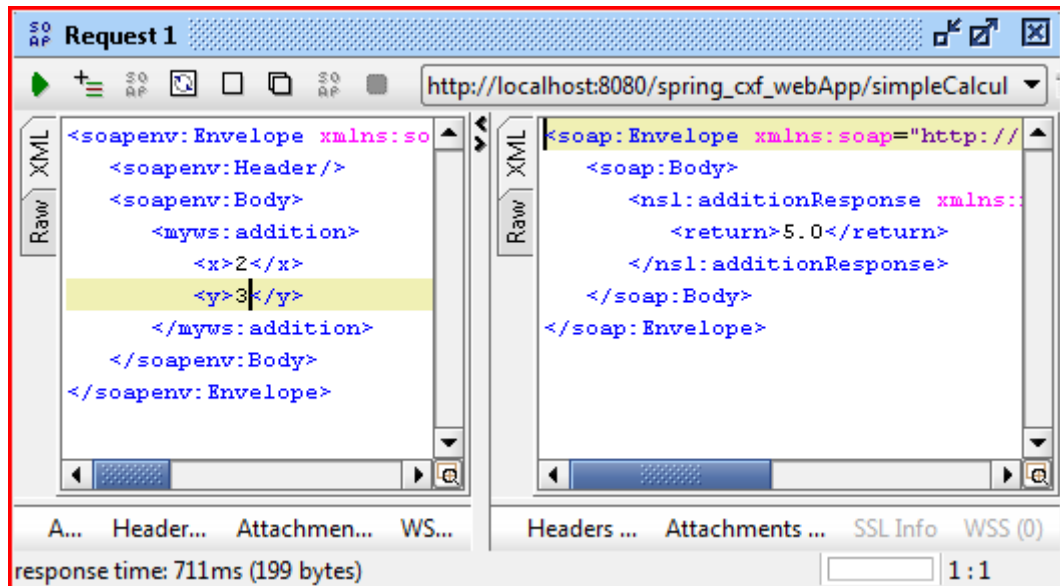 SOAP Request 1
SOAP SOAP http://localhost:8080/spring_cxf_webApp/simpleCalcul
XML
Raw
<soapenv:Envelope xmlns:so
<soapenv:Header/>
<soapenv:Body>
<myws:addition>
<x>2</x>
<y>3</y>
</myws:addition>
</soapenv:Body>
</soapenv:Envelope>
XML
Raw
<soap:Envelope xmlns:soap="http://
<soap:Body>
<ns1:additionResponse xmlns:
<return>5.0</return>
</ns1:additionResponse>
</soap:Body>
</soap:Envelope>
A... Header... Attachmen... WS...
Headers ... Attachments ... SSL Info WSS (0)
response time: 711ms (199 bytes)
1:1